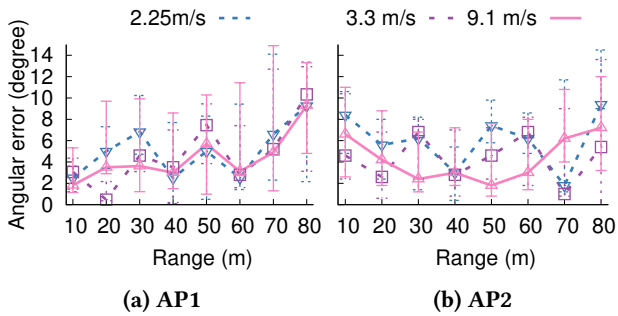 2.25m/s 3.3 m/s 9.1 m/s
Angular error (degree)
14
12
10
8
6
4
2
0
10 20 30 40 50 60 70 80 10 20 30 40 50 60 70 80
Range (m) Range (m)
(a) AP1 (b) AP2